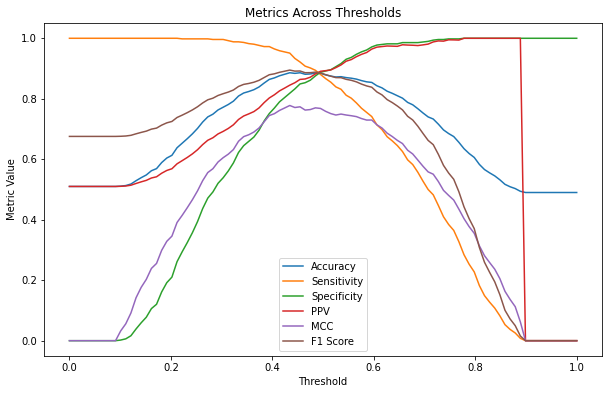 Metrics Across Thresholds
Metric Value
1.0
0.8
0.6
0.4
0.2
0.0
Accuracy
Sensitivity
Specificity
PPV
MCC
F1 Score
0.0 0.2 0.4 0.6 0.8 1.0
Threshold